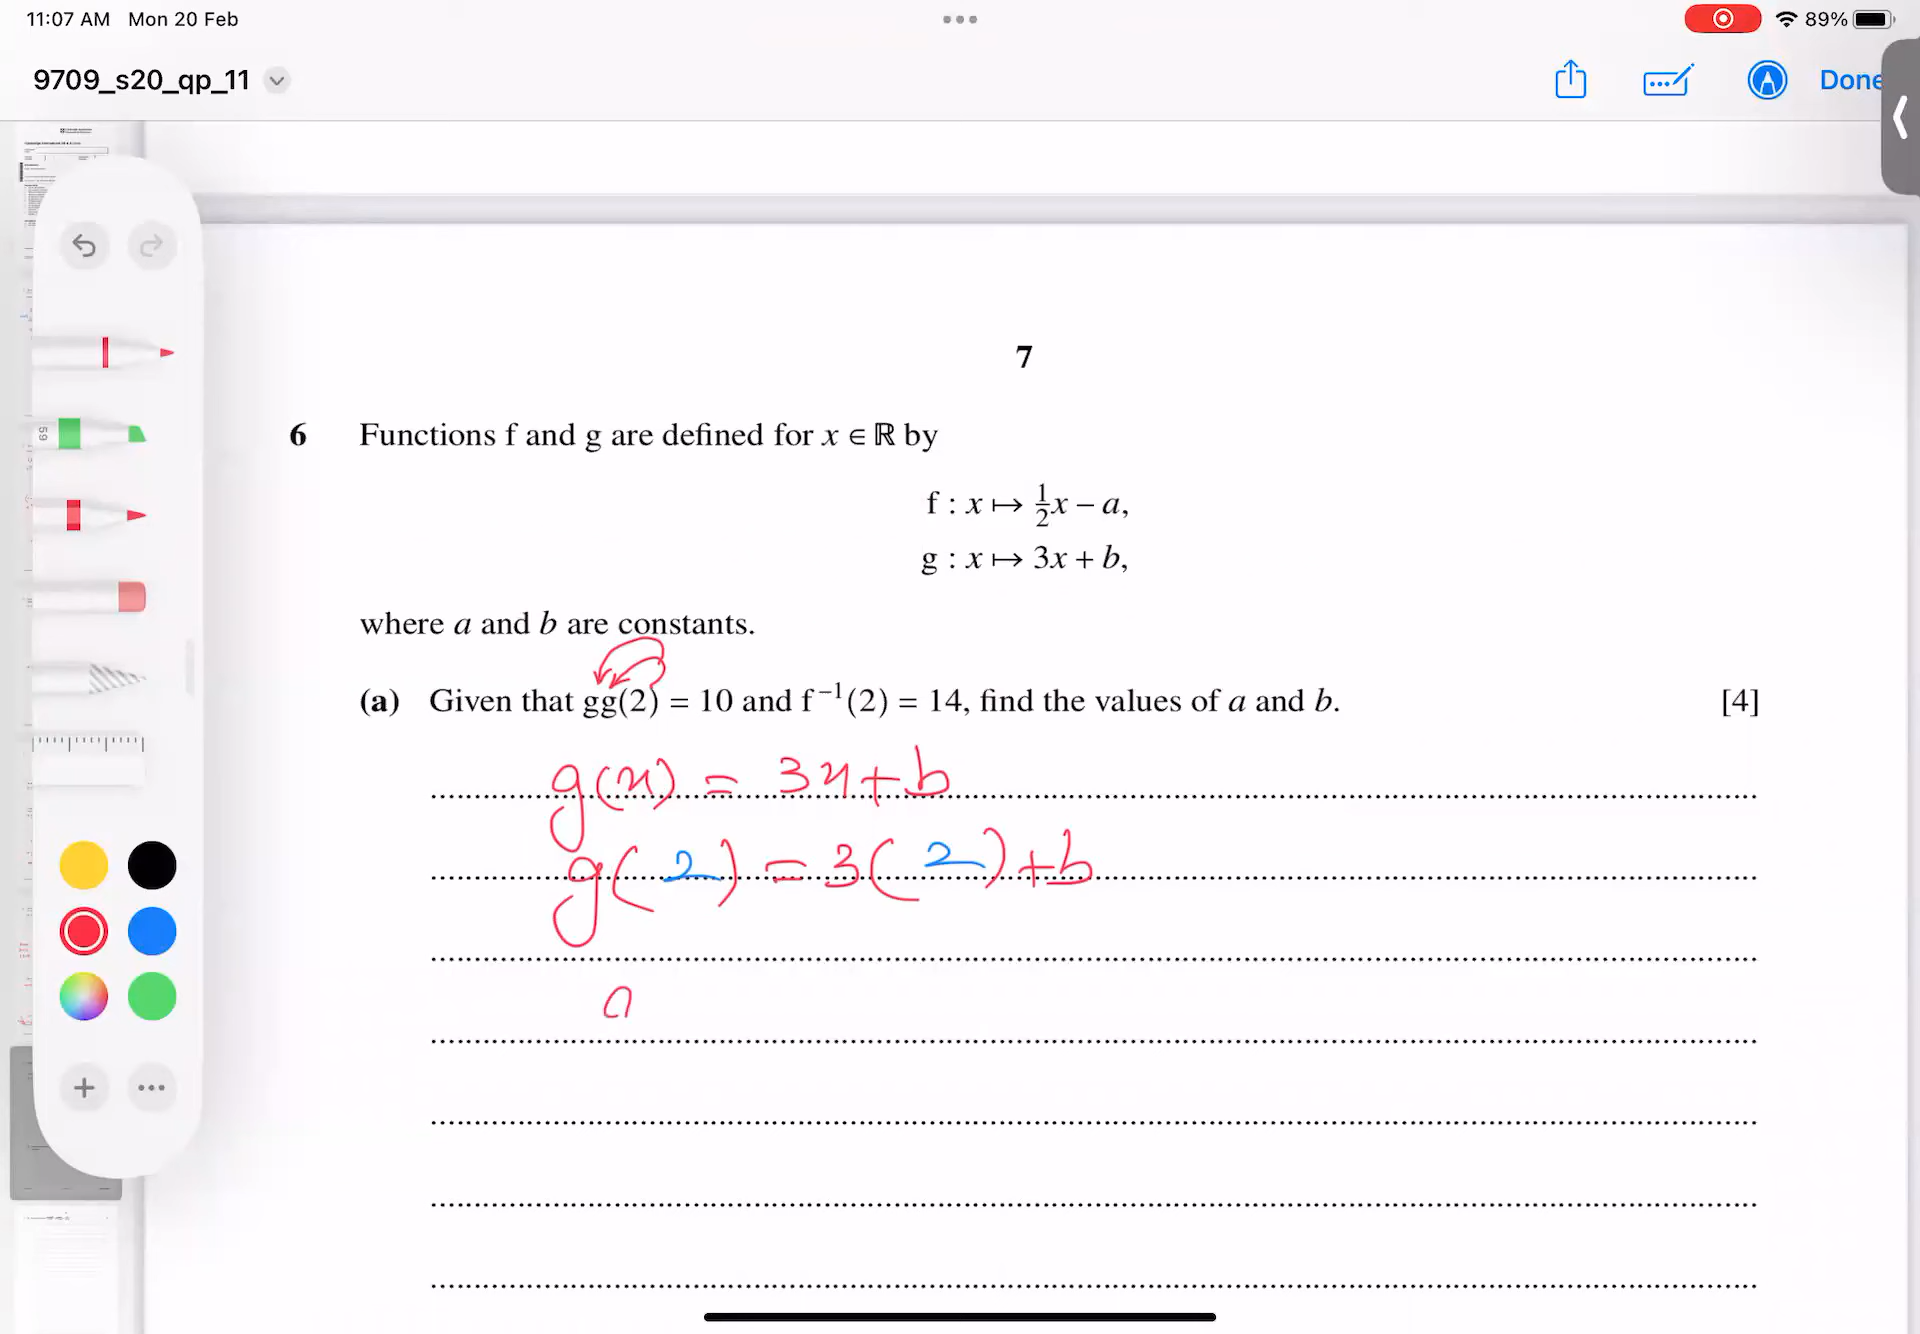 11:07 AM Mon 20 Feb
89%
9709_s20_qp_11
Done
59
7
6 Functions f and g are defined for x ∈ ℝ by
f : x ↦ ½x − a,
g : x ↦ 3x + b,
where a and b are constants.
(a) Given that gg(2) = 10 and f⁻¹(2) = 14, find the values of a and b. [4]
g(x) = 3x+b
g( 2 ) = 3( 2 ) +b